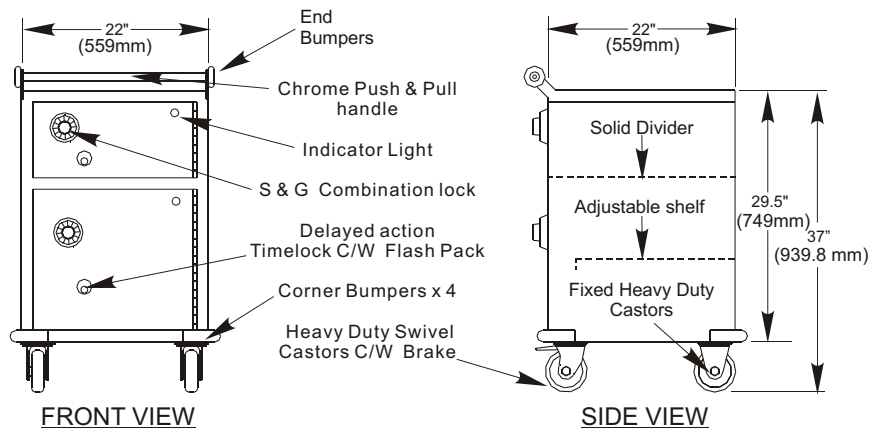 22"
(559mm)
End
Bumpers
Chrome Push & Pull
handle
Indicator Light
S & G Combination lock
Delayed action
Timelock C/W Flash Pack
Corner Bumpers x 4
Heavy Duty Swivel
Castors C/W Brake
FRONT VIEW
22"
(559mm)
Solid Divider
Adjustable shelf
Fixed Heavy Duty
Castors
29.5"
(749mm)
37”
(939.8 mm)
SIDE VIEW